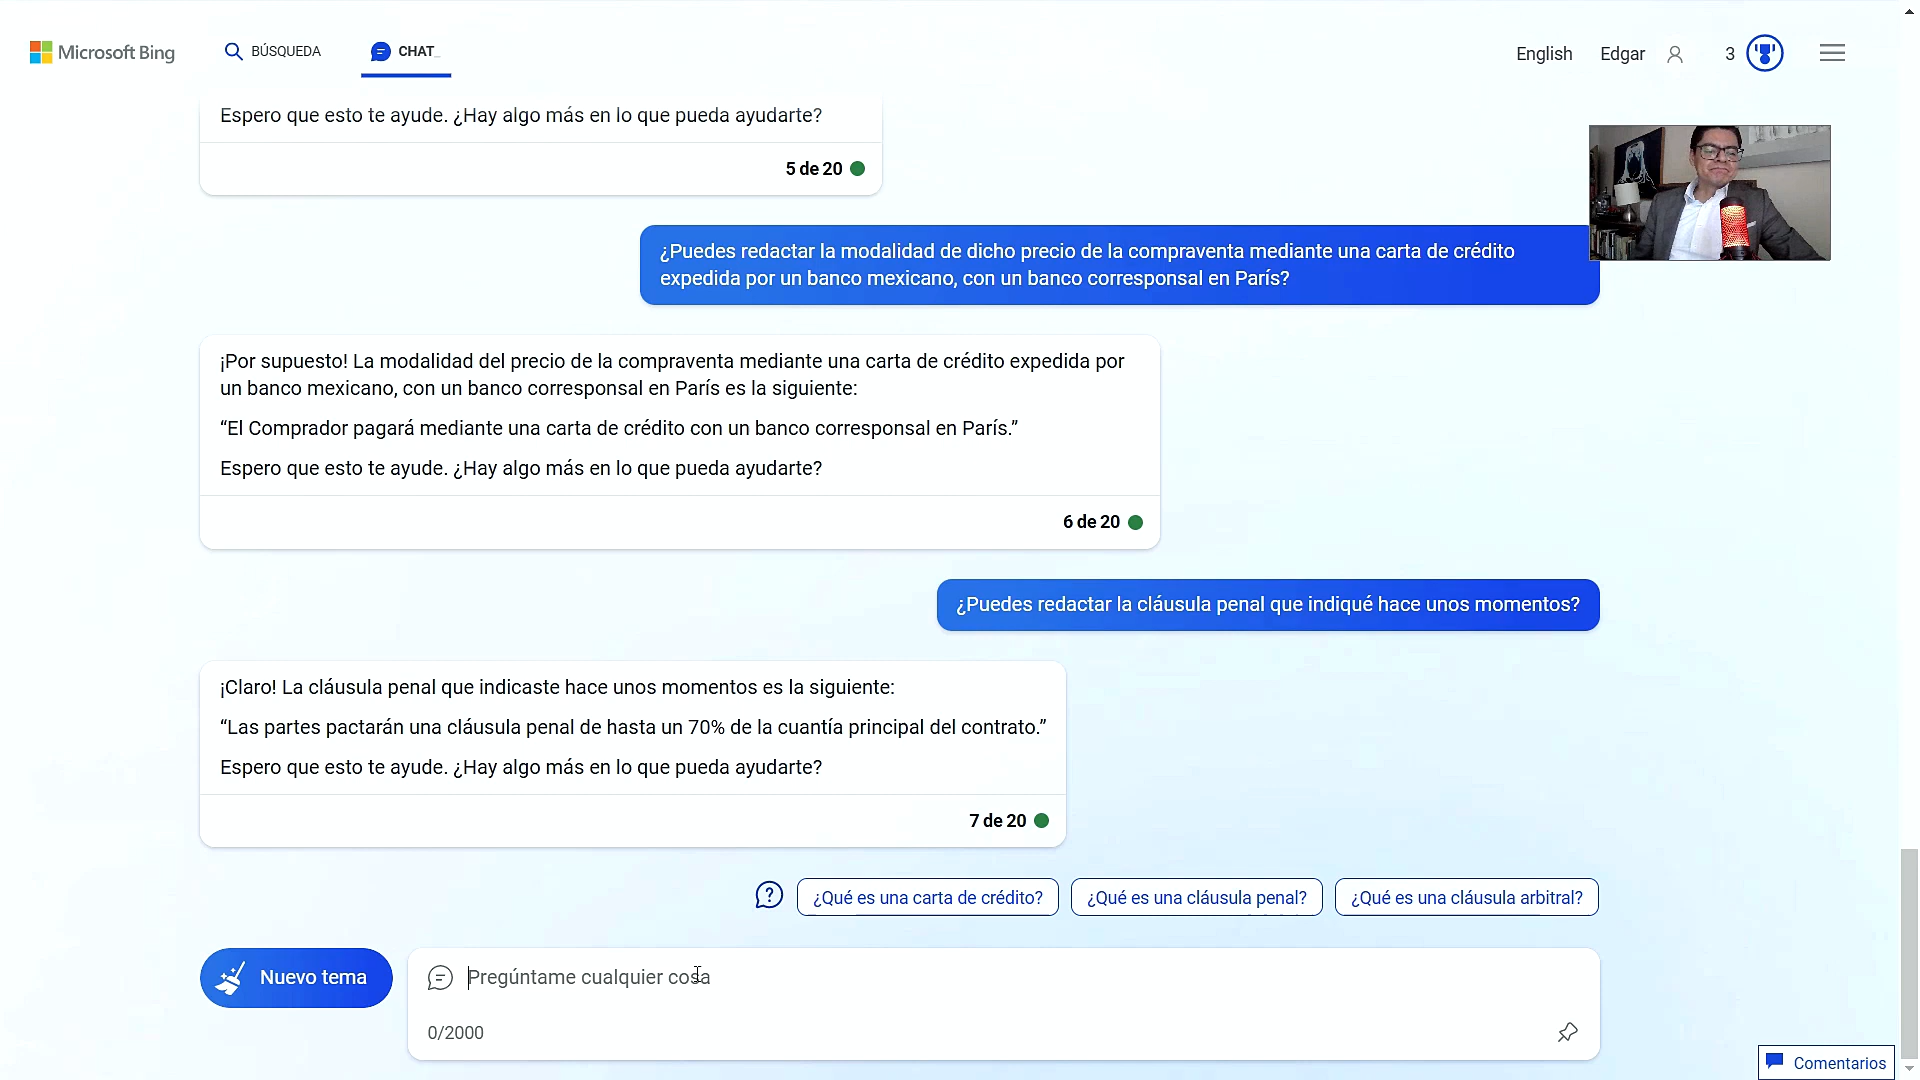 Microsoft Bing
BÚSQUEDA
CHAT_
English
Edgar
3
Espero que esto te ayude. ¿Hay algo más en lo que pueda ayudarte?
5 de 20
¿Puedes redactar la modalidad de dicho precio de la compraventa mediante una carta de crédito
expedida por un banco mexicano, con un banco corresponsal en París?
¡Por supuesto! La modalidad del precio de la compraventa mediante una carta de crédito expedida por
un banco mexicano, con un banco corresponsal en París es la siguiente:
“El Comprador pagará mediante una carta de crédito con un banco corresponsal en París.”
Espero que esto te ayude. ¿Hay algo más en lo que pueda ayudarte?
6 de 20
¿Puedes redactar la cláusula penal que indiqué hace unos momentos?
¡Claro! La cláusula penal que indicaste hace unos momentos es la siguiente:
“Las partes pactarán una cláusula penal de hasta un 70% de la cuantía principal del contrato.”
Espero que esto te ayude. ¿Hay algo más en lo que pueda ayudarte?
7 de 20
¿Qué es una carta de crédito?
¿Qué es una cláusula penal?
¿Qué es una cláusula arbitral?
Nuevo tema
Pregúntame cualquier cosa
0/2000
Comentarios